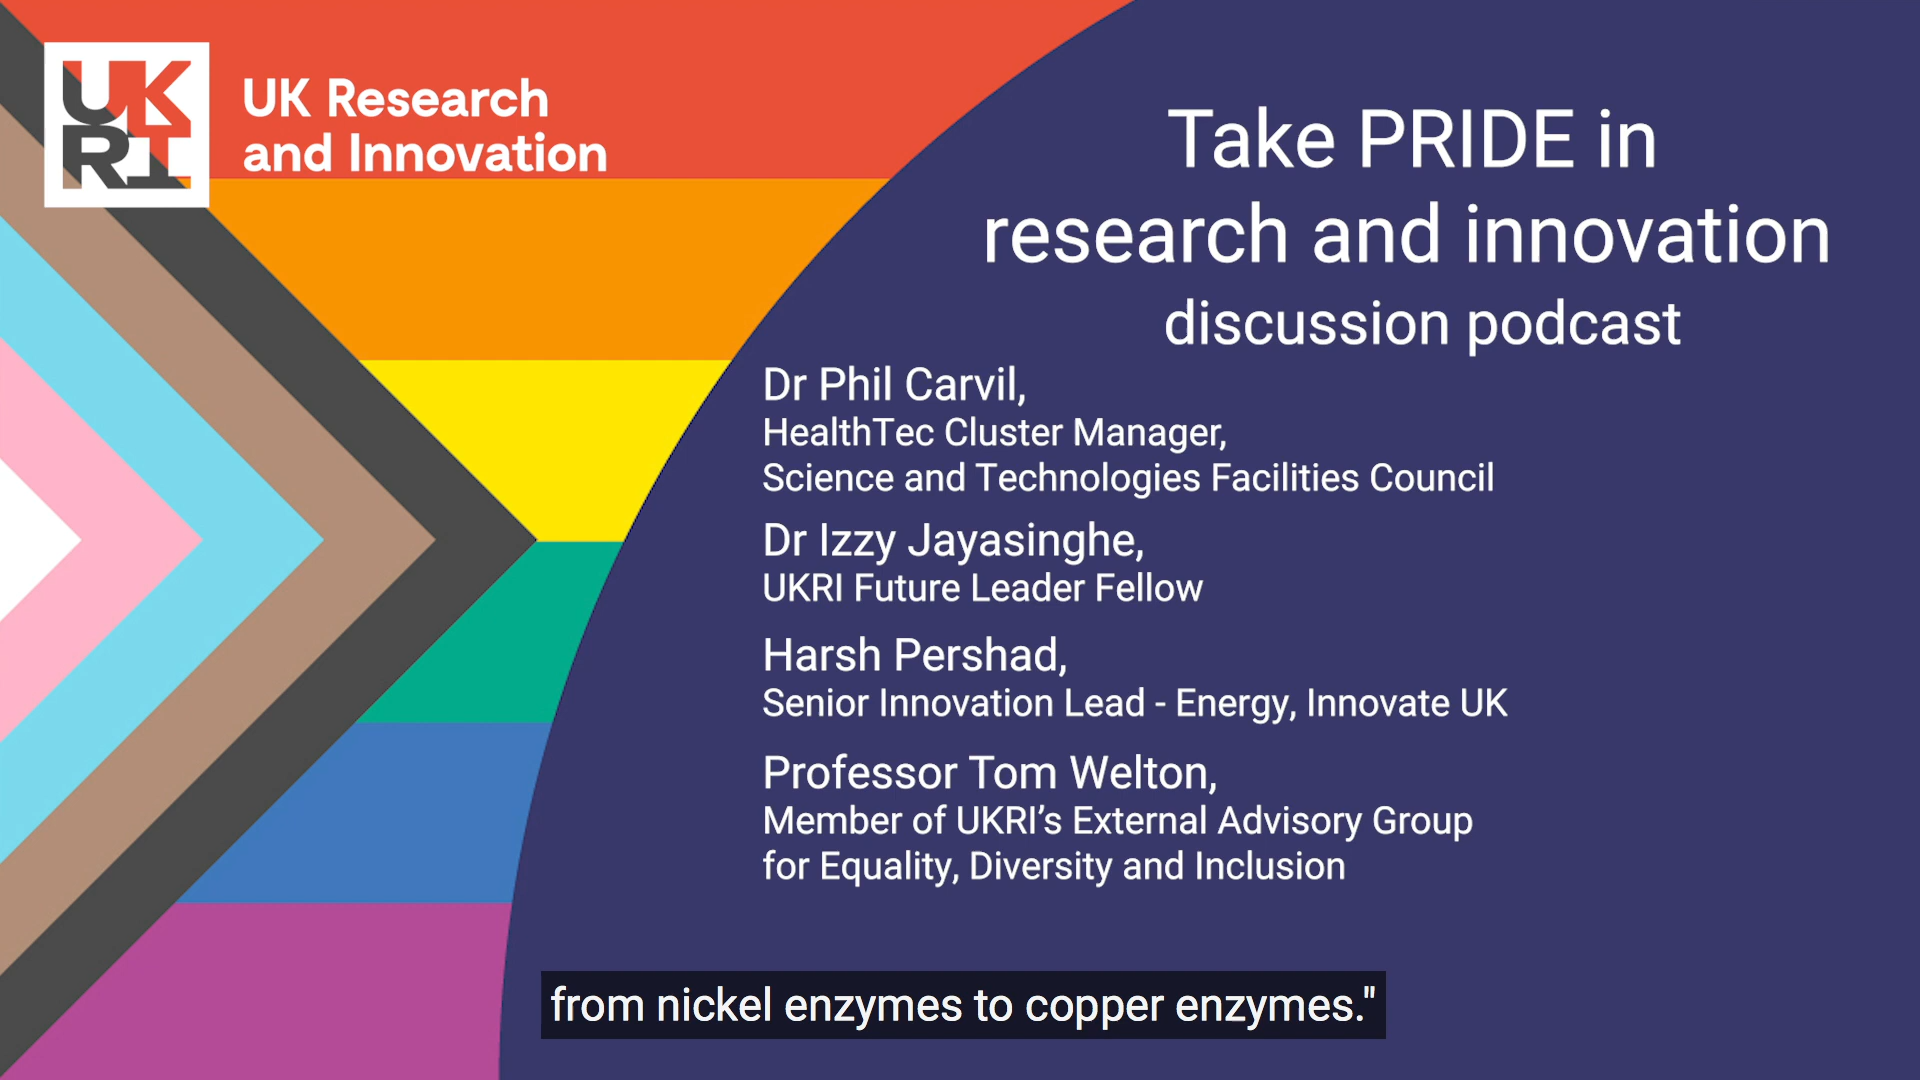 UK
RI
UK Research
and Innovation
Take PRIDE in
research and innovation
discussion podcast
Dr Phil Carvil,
HealthTec Cluster Manager,
Science and Technologies Facilities Council
Dr Izzy Jayasinghe,
UKRI Future Leader Fellow
Harsh Pershad,
Senior Innovation Lead - Energy, Innovate UK
Professor Tom Welton,
Member of UKRI’s External Advisory Group
for Equality, Diversity and Inclusion
from nickel enzymes to copper enzymes."